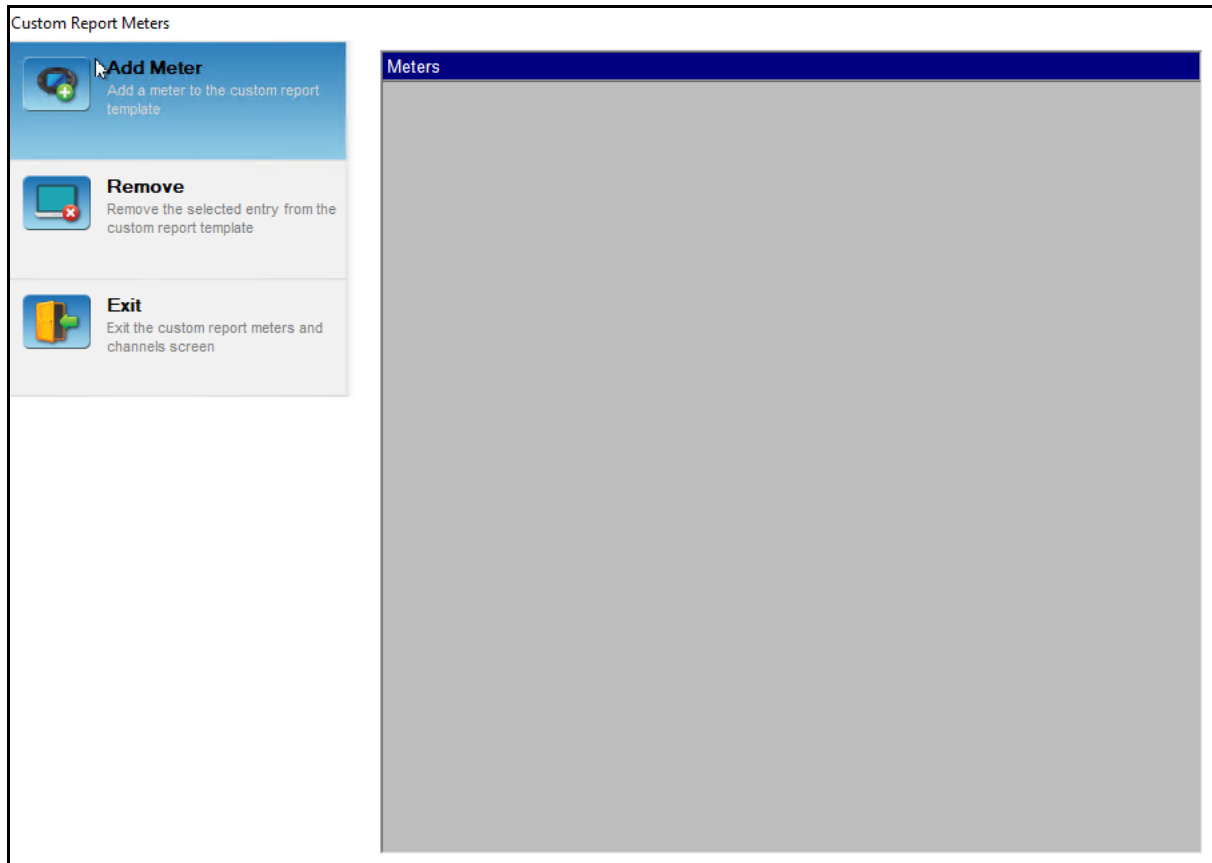 Custom Report Meters
Add Meter
Add a meter to the custom report
template
Remove
Remove the selected entry from the
custom report template
Exit
Exit the custom report meters and
channels screen
Meters